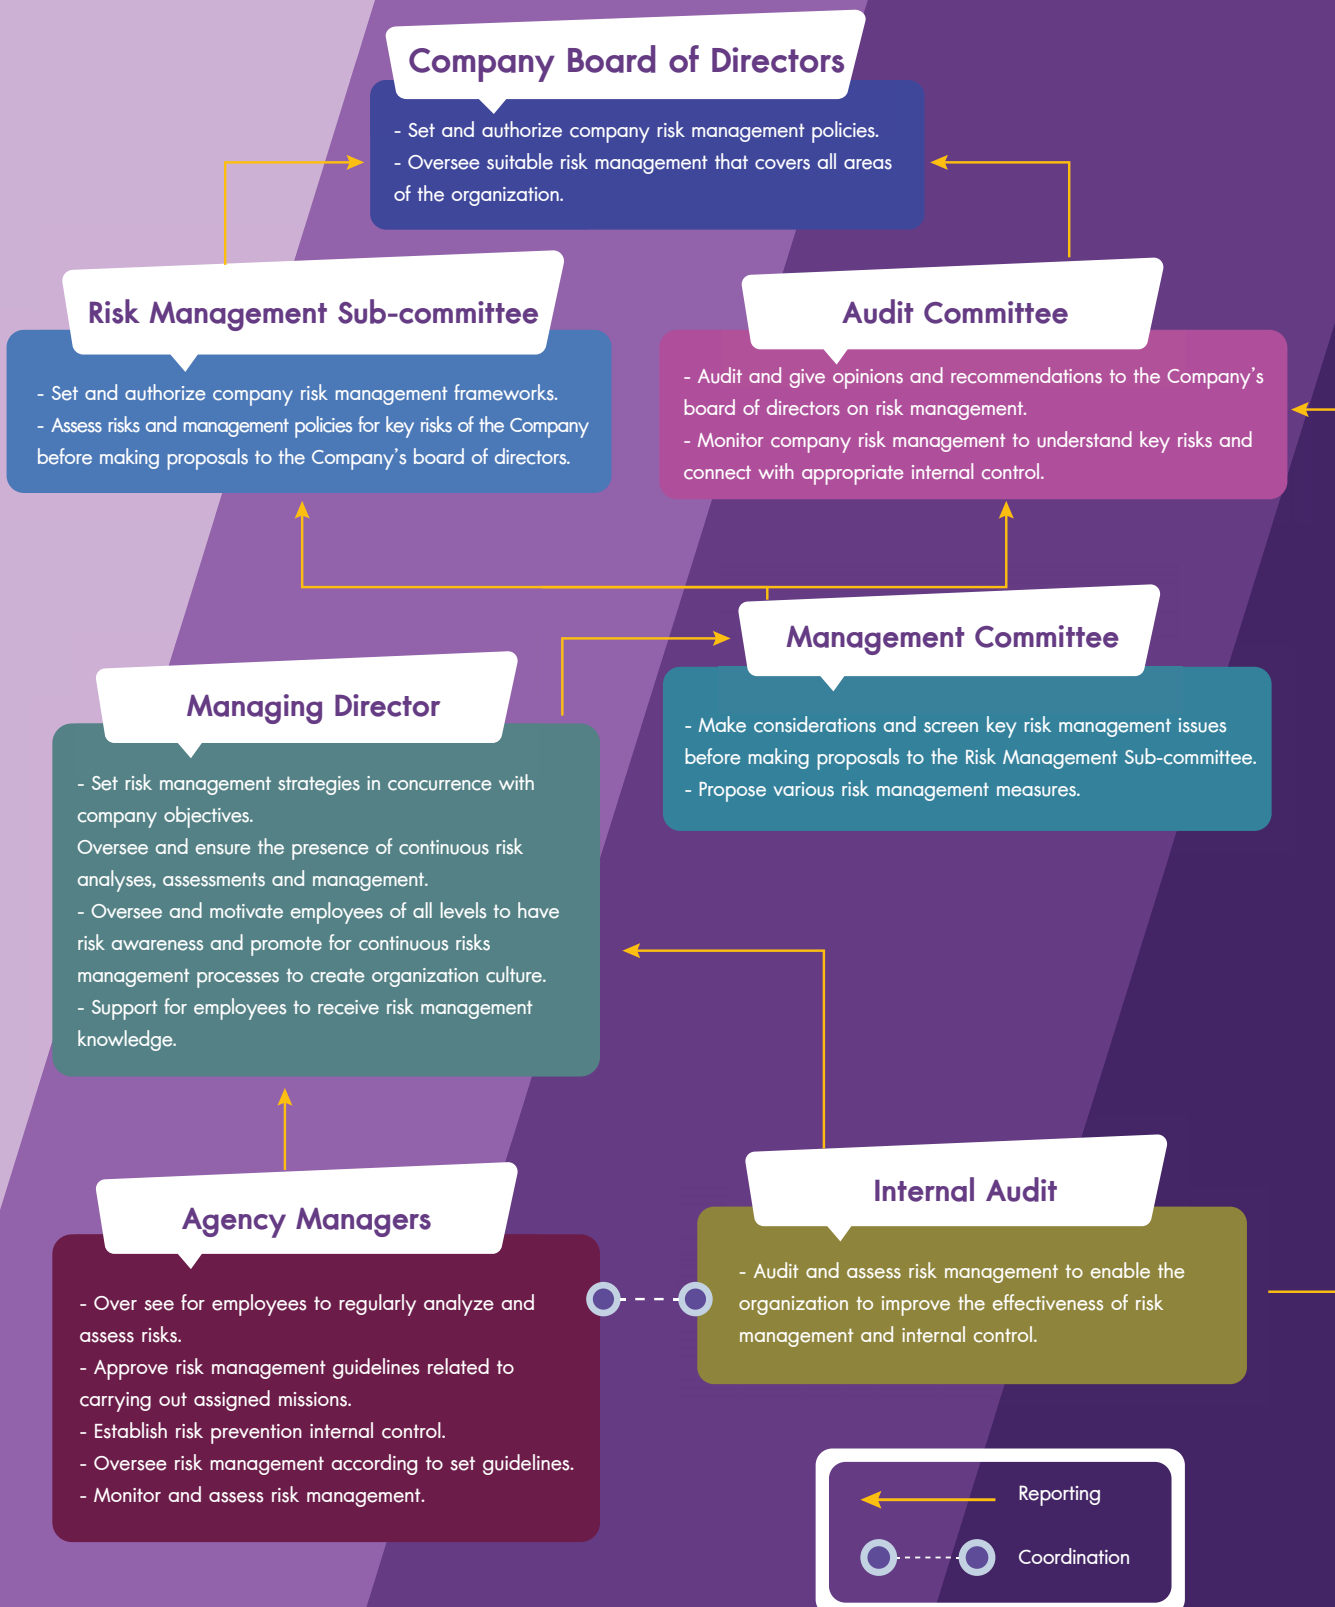 Company Board of Directors
- Set and authorize company risk management policies.
- Oversee suitable risk management that covers all areas
of the organization.
Risk Management Sub-committee
- Set and authorize company risk management frameworks.
- Assess risks and management policies for key risks of the Company
before making proposals to the Company's board of directors.
Audit Committee
- Audit and give opinions and recommendations to the Company's
board of directors on risk management.
- Monitor company risk management to understand key risks and
connect with appropriate internal control.
Management Committee
- Make considerations and screen key risk management issues
before making proposals to the Risk Management Sub-committee.
- Propose various risk management measures.
Managing Director
- Set risk management strategies in concurrence with
company objectives.
Oversee and ensure the presence of continuous risk
analyses, assessments and management.
- Oversee and motivate employees of all levels to have
risk awareness and promote for continuous risks
management processes to create organization culture.
- Support for employees to receive risk management
knowledge.
Agency Managers
- Over see for employees to regularly analyze and
assess risks.
- Approve risk management guidelines related to
carrying out assigned missions.
- Establish risk prevention internal control.
- Oversee risk management according to set guidelines.
- Monitor and assess risk management.
Internal Audit
- Audit and assess risk management to enable the
organization to improve the effectiveness of risk
management and internal control.
Reporting
Coordination